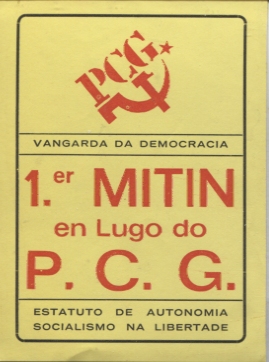 PCG.
VANGARDA DA DEMOCRACIA
1.er MITIN
en Lugo do
P. C. G.
ESTATUTO DE AUTONOMIA
SOCIALISMO NA LIBERTADE